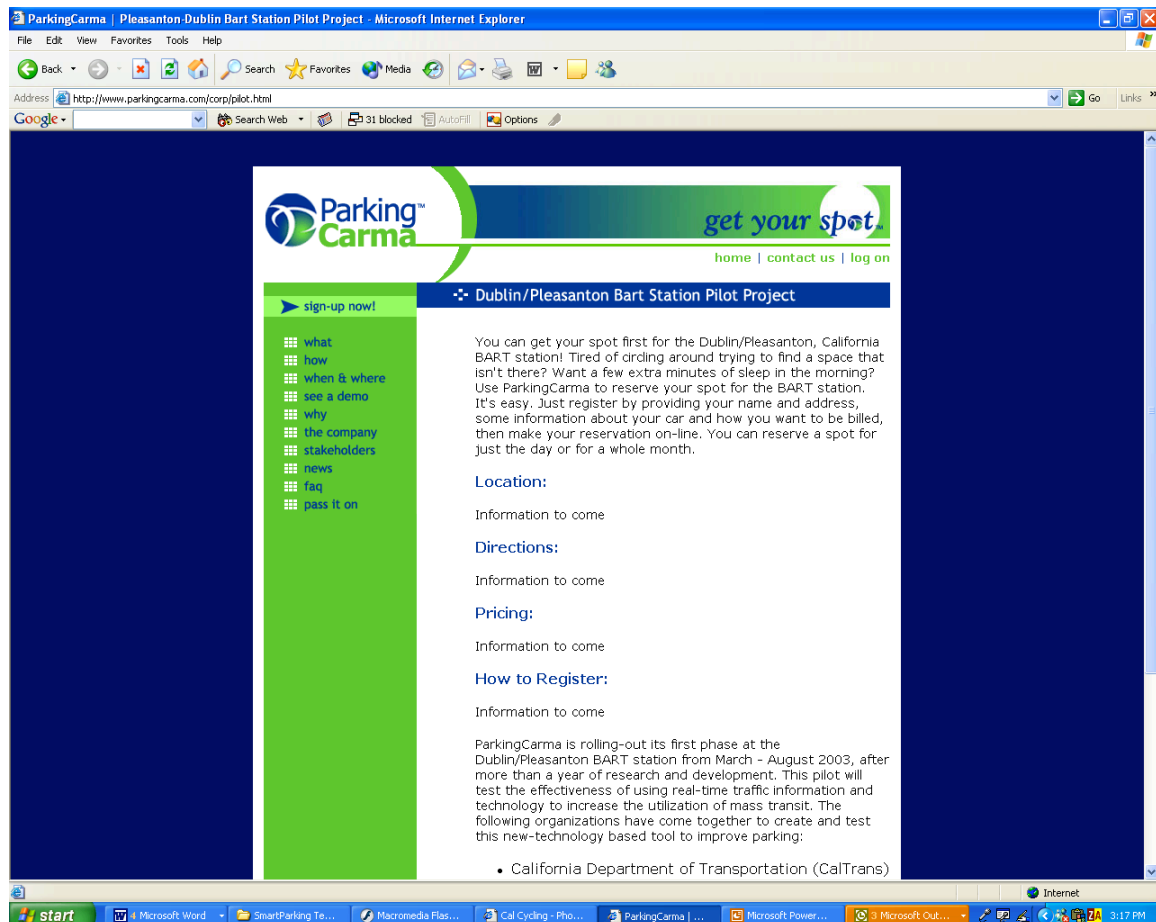 ParkingCarma | Pleasanton-Dublin Bart Station Pilot Project - Microsoft Internet Explorer
File Edit View Favorites Tools Help
Back Search Favorites Media
Address http://www.parkingcarma.com/corp/pilot.html Go Links »
Google Search Web 31 blocked AutoFill Options
Parking™
Carma
get your spot™
home | contact us | log on
sign-up now!
what
how
when & where
see a demo
why
the company
stakeholders
news
faq
pass it on
Dublin/Pleasanton Bart Station Pilot Project
You can get your spot first for the Dublin/Pleasanton, California
BART station! Tired of circling around trying to find a space that
isn't there? Want a few extra minutes of sleep in the morning?
Use ParkingCarma to reserve your spot for the BART station.
It's easy. Just register by providing your name and address,
some information about your car and how you want to be billed,
then make your reservation on-line. You can reserve a spot for
just the day or for a whole month.
Location:
Information to come
Directions:
Information to come
Pricing:
Information to come
How to Register:
Information to come
ParkingCarma is rolling-out its first phase at the
Dublin/Pleasanton BART station from March - August 2003, after
more than a year of research and development. This pilot will
test the effectiveness of using real-time traffic information and
technology to increase the utilization of mass transit. The
following organizations have come together to create and test
this new-technology based tool to improve parking:
• California Department of Transportation (CalTrans)
Internet
start 4 Microsoft Word SmartParking Te... Macromedia Flas... Cal Cycling - Pho... ParkingCarma | ... Microsoft Power... 3 Microsoft Out... ZA 3:17 PM